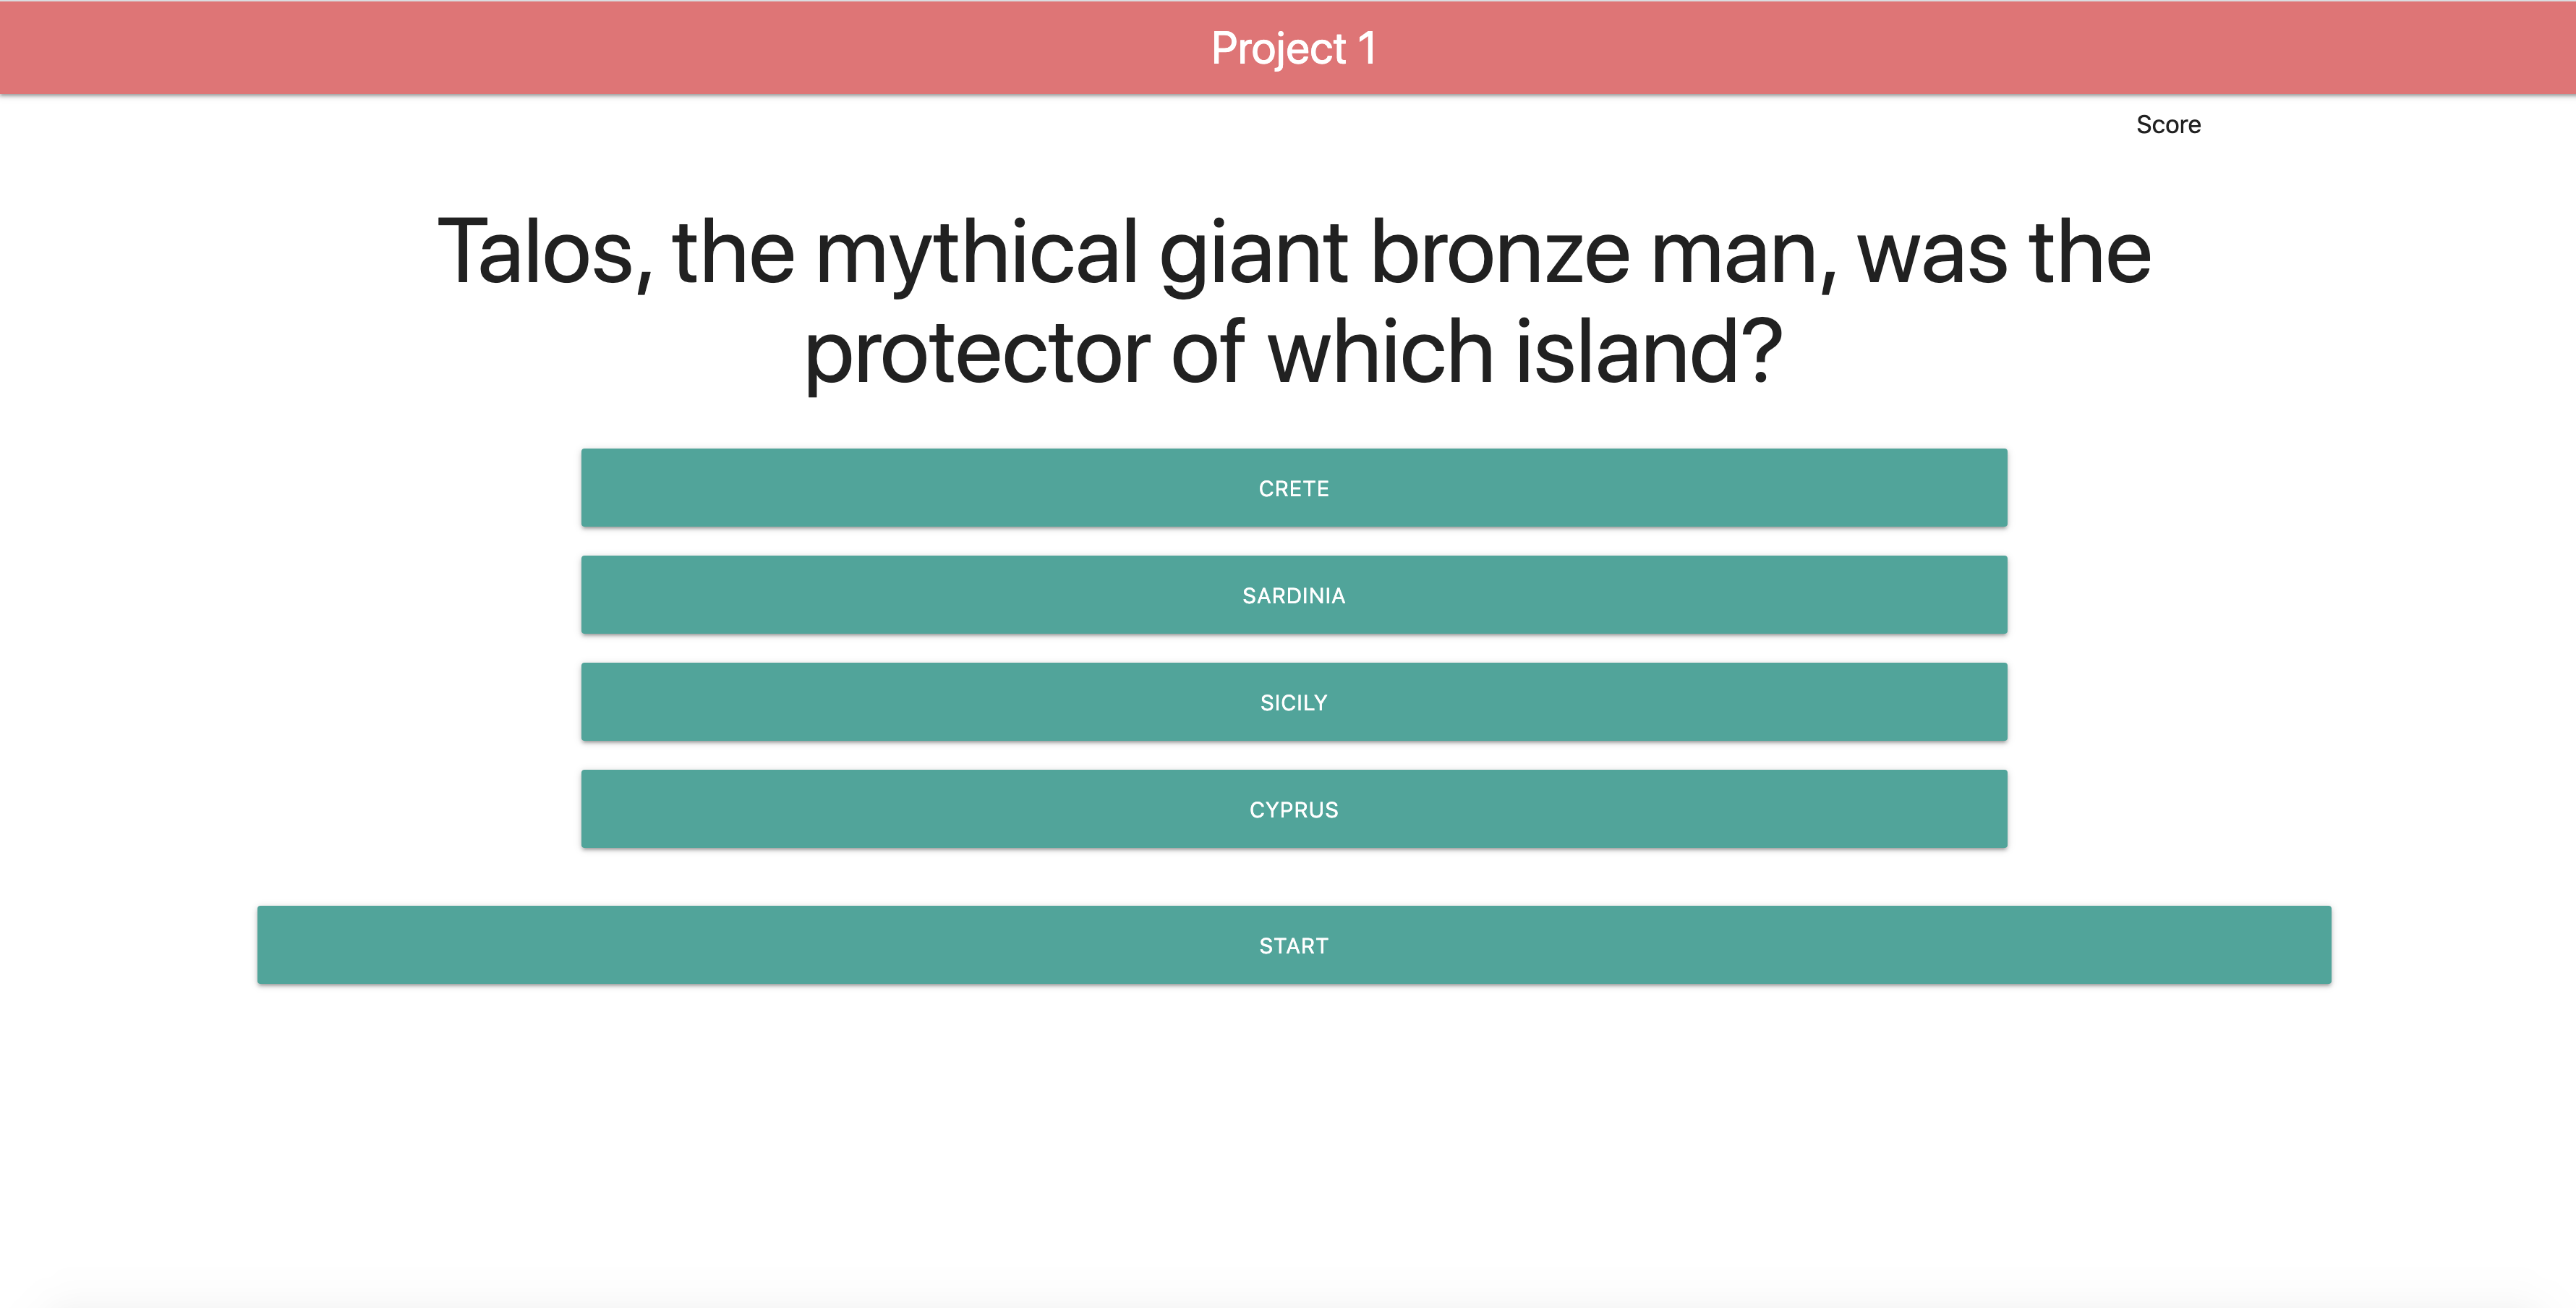 Project 1
Score
Talos, the mythical giant bronze man, was the
protector of which island?
CRETE
SARDINIA
SICILY
CYPRUS
START